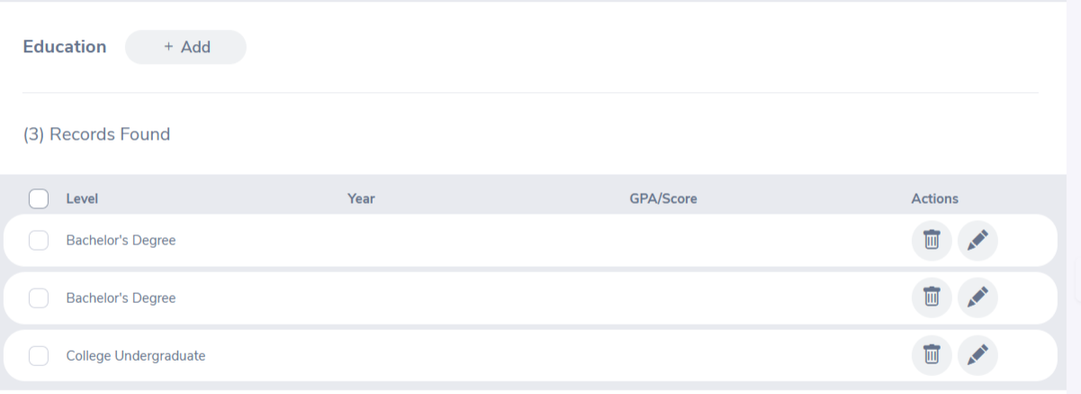 Education + Add
(3) Records Found
Level Year GPA/Score Actions
Bachelor's Degree
Bachelor's Degree
College Undergraduate